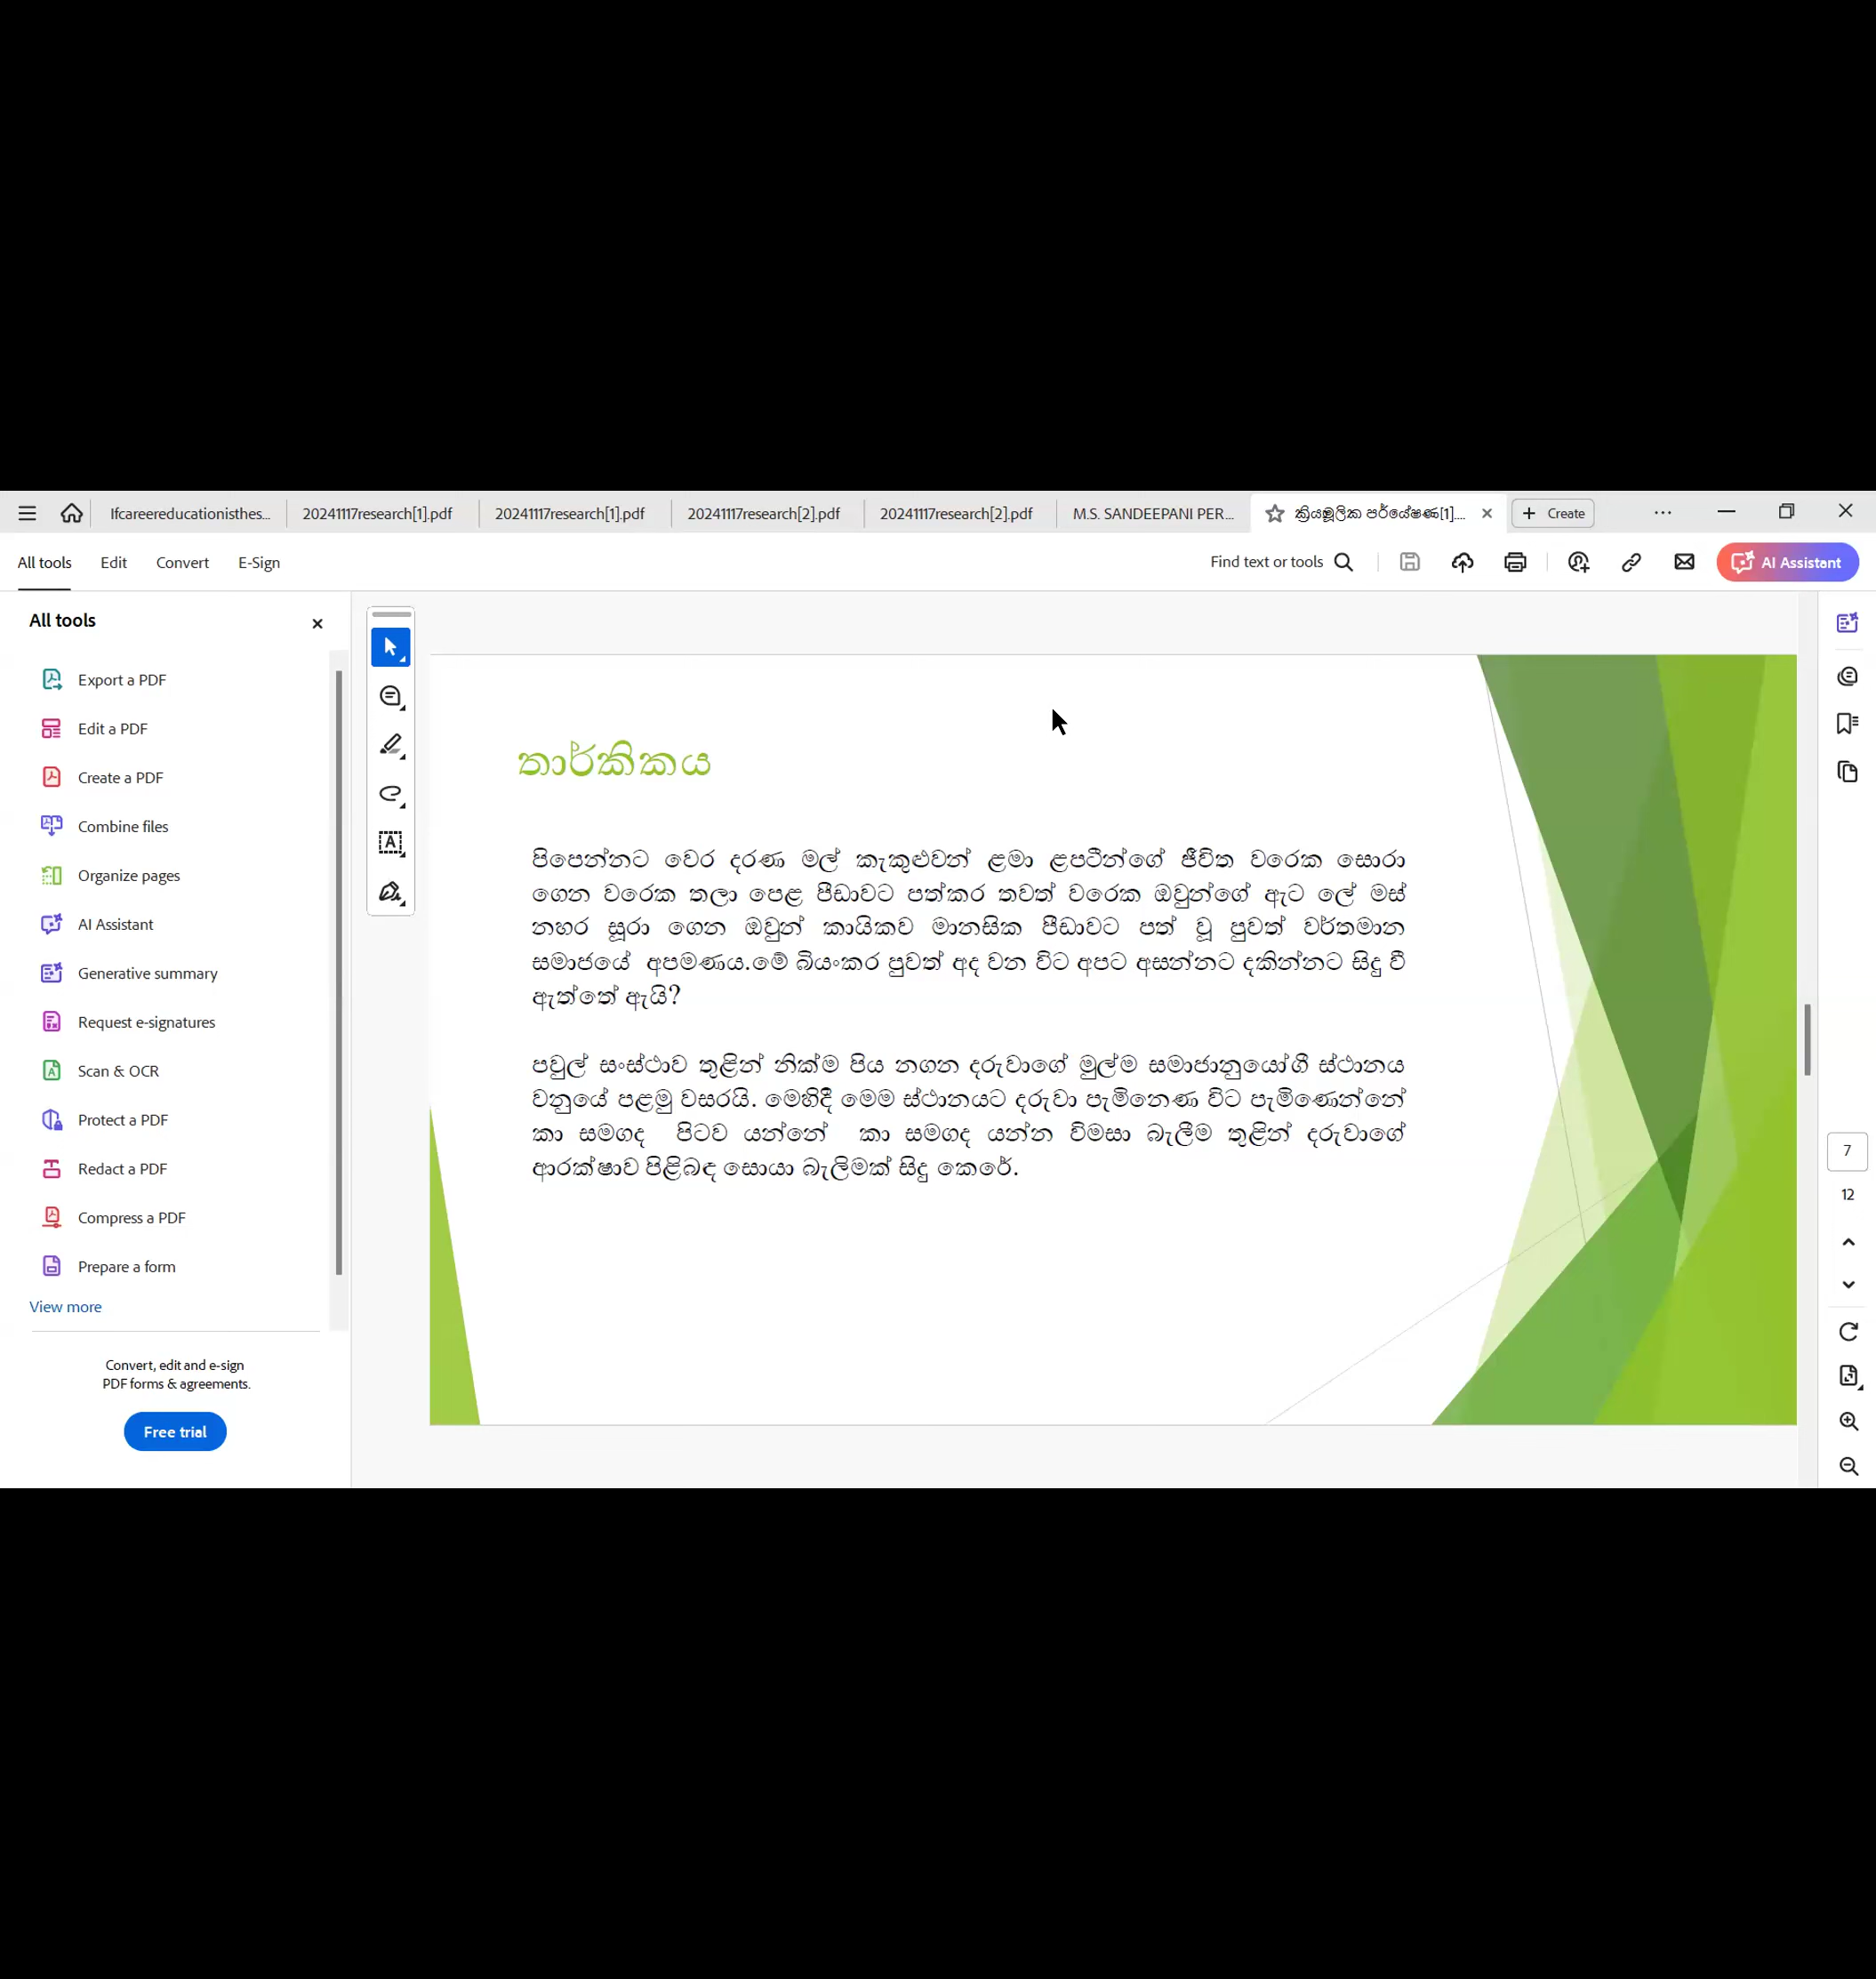 Ifcareereducationisthes... 20241117research[1].pdf 20241117research[1].pdf 20241117research[2].pdf 20241117research[2].pdf M.S. SANDEEPANI PER... ක්‍රියාමූලික පර්යේෂණ[1].... Create
All tools Edit Convert E-Sign Find text or tools AI Assistant
All tools
Export a PDF
Edit a PDF
Create a PDF
Combine files
Organize pages
AI Assistant
Generative summary
Request e-signatures
Scan & OCR
Protect a PDF
Redact a PDF
Compress a PDF
Prepare a form
View more
Convert, edit and e-sign
PDF forms & agreements.
Free trial
තාර්කිකය
පිපෙන්නට වෙර දරණ මල් කැකුළුවන් ළමා ළපටීන්ගේ ජීවිත වරෙක සොරා
ගෙන වරෙක තලා පෙළ පීඩාවට පත්කර තවත් වරෙක ඔවුන්ගේ ඇට ලේ මස්
නහර සූරා ගෙන ඔවුන් කායිකව මානසික පීඩාවට පත් වූ පුවත් වර්තමාන
සමාජයේ අපමණය.මේ බියංකර පුවත් අද වන විට අපට අසන්නට දකින්නට සිදු වී
ඇත්තේ ඇයි?
පවුල් සංස්ථාව තුළින් නික්ම පිය නගන දරුවාගේ මුල්ම සමාජානුයෝගී ස්ථානය
වනුයේ පළමු වසරයි. මෙහිදී මෙම ස්ථානයට දරුවා පැමිනෙණ විට පැමිණෙන්නේ
කා සමගද පිටව යන්නේ කා සමගද යන්න විමසා බැලීම තුළින් දරුවාගේ
ආරක්ෂාව පිළිබඳ සොයා බැලිමක් සිදු කෙරේ.
7
12